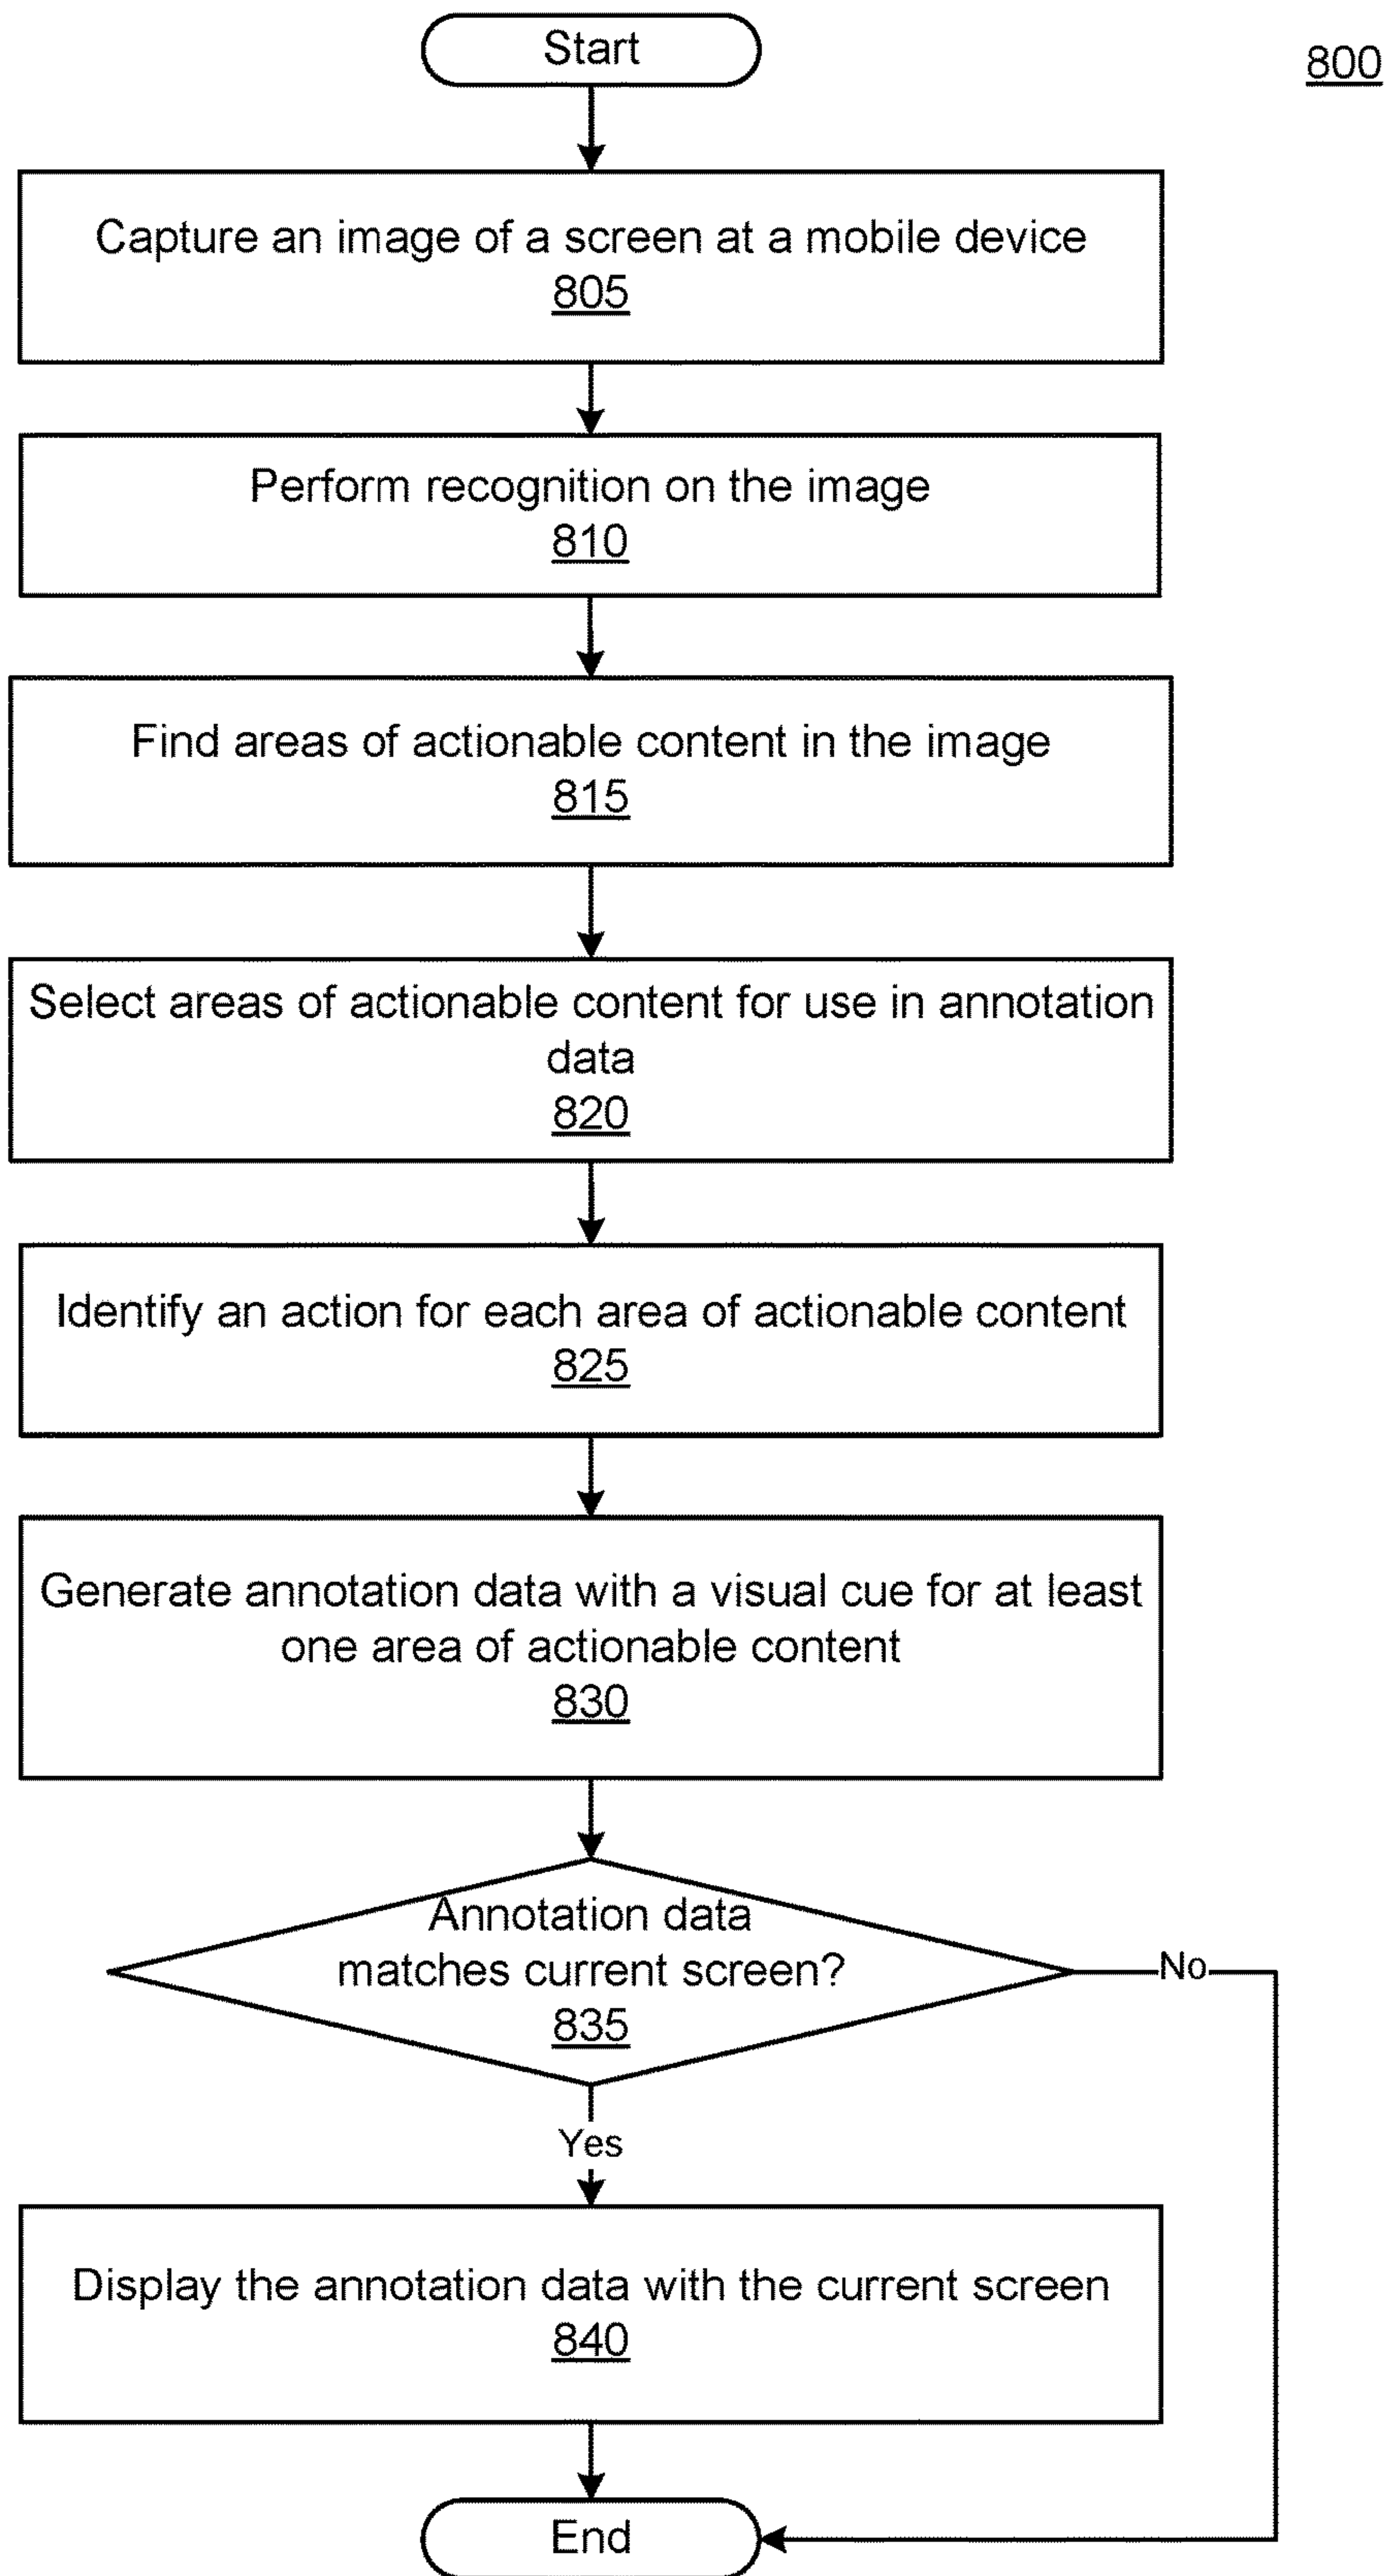 Start
800
Capture an image of a screen at a mobile device
805
Perform recognition on the image
810
Find areas of actionable content in the image
815
Select areas of actionable content for use in annotation
data
820
Identify an action for each area of actionable content
825
Generate annotation data with a visual cue for at least
one area of actionable content
830
Annotation data
matches current screen?
835
No
Yes
Display the annotation data with the current screen
840
End